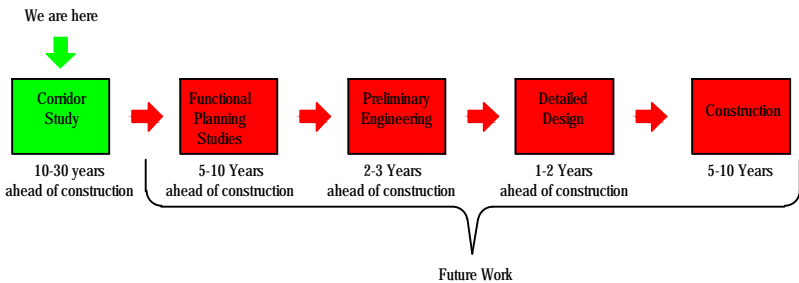 We are here
Corridor
Study
10-30 years
ahead of construction
Functional
Planning
Studies
5-10 Years
ahead of construction
Preliminary
Engineering
2-3 Years
ahead of construction
Detailed
Design
1-2 Years
ahead of construction
Construction
5-10 Years
Future Work